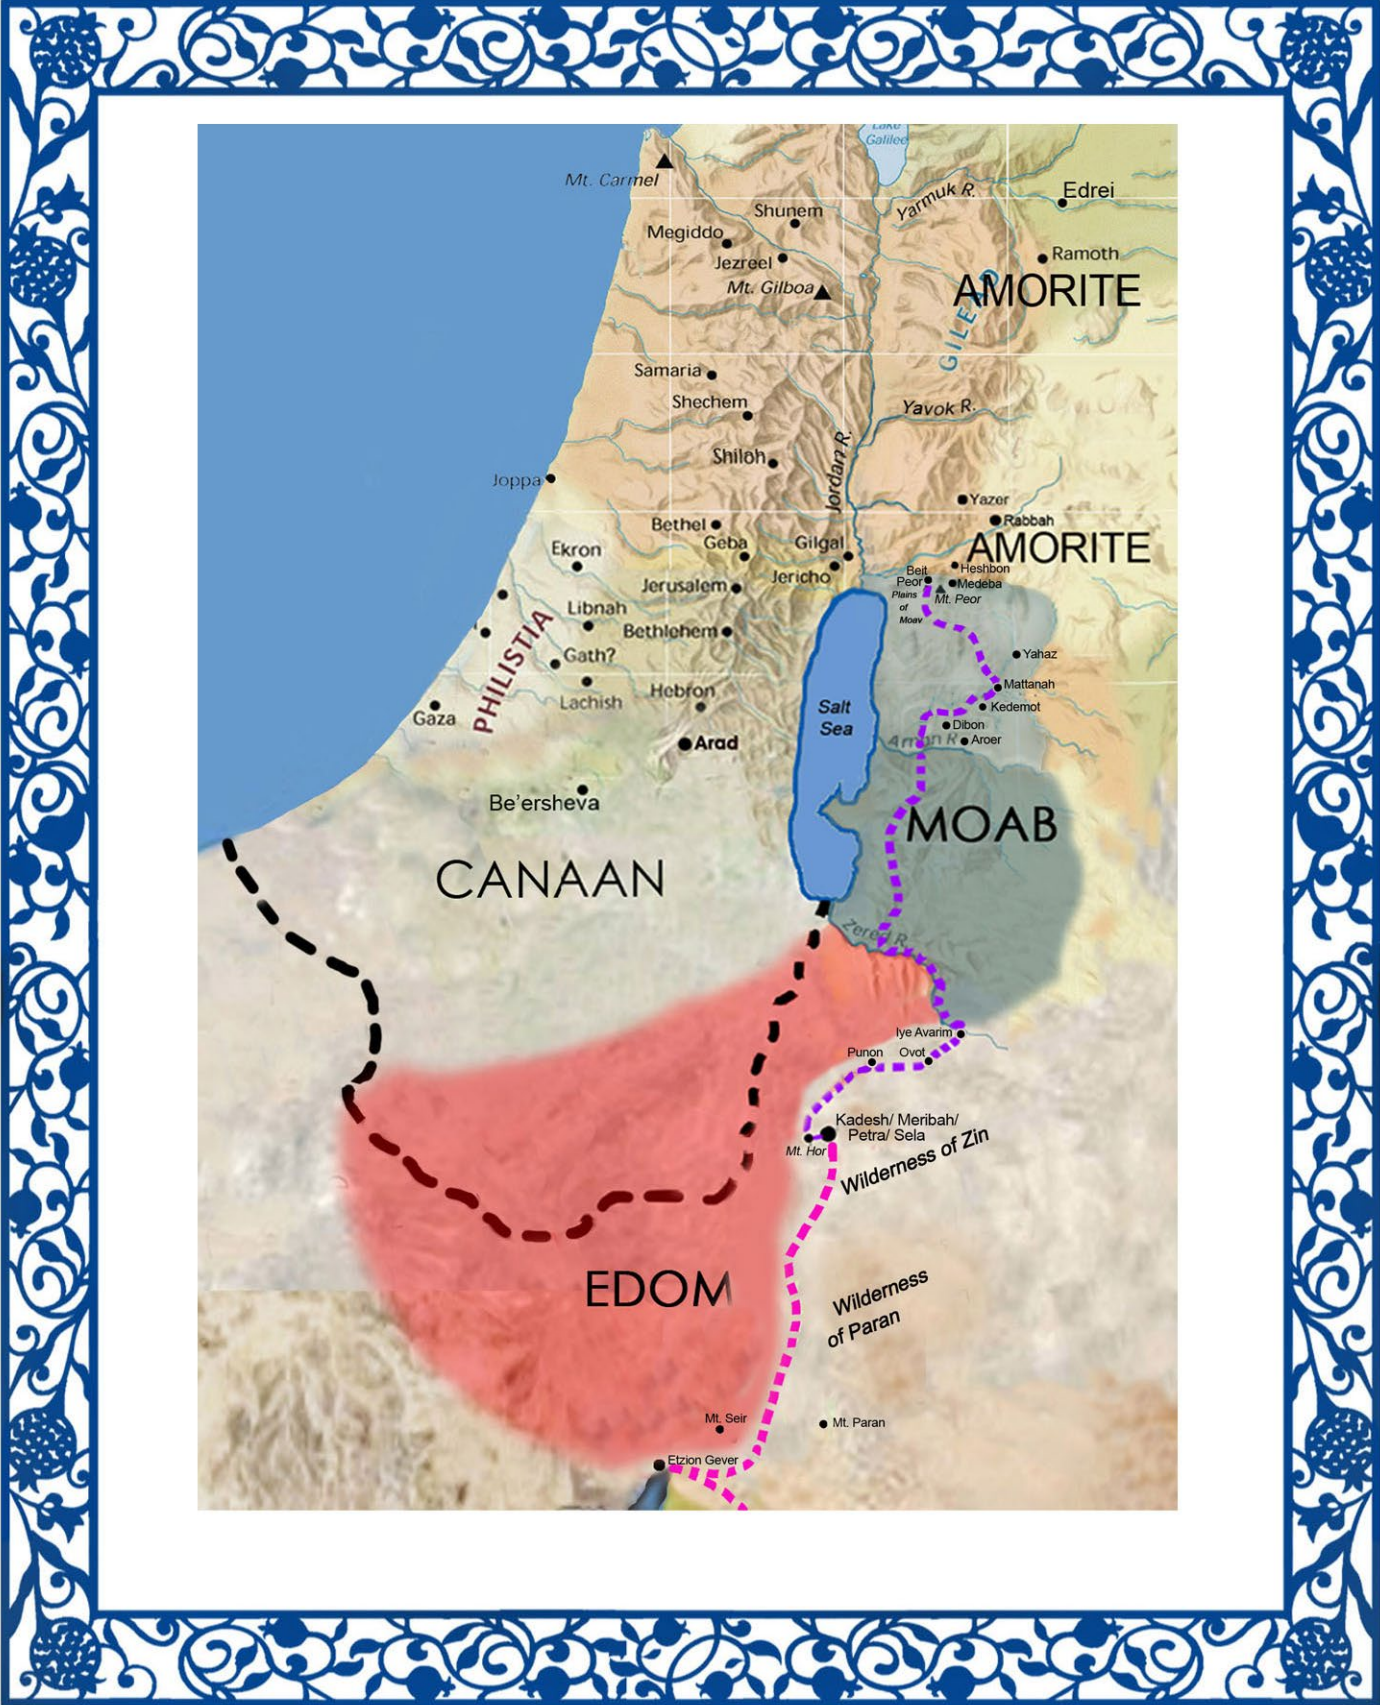 Lake
Galilee
Mt. Carmel
Yarmuk R.
Edrei
Shunem
Megiddo
Jezreel
Ramoth
Mt. Gilboa
AMORITE
GILEAD
Samaria
Shechem
Yavok R.
Shiloh
Jordan R.
Joppa
Yazer
Rabbah
Bethel
Geba
Gilgal
AMORITE
Ekron
Jericho
Beit
Peor
Heshbon
Medeba
Jerusalem
Plains
of
Moav
Mt. Peor
Libnah
Bethlehem
PHILISTIA
Gath?
Yahaz
Lachish
Hebron
Mattanah
Salt
Sea
Kedemot
Gaza
Dibon
Arad
Arnon R.
Aroer
Be'ersheva
MOAB
CANAAN
Zered R.
Iye Avarim
Punon
Ovot
Kadesh/ Meribah/
Petra/ Sela
Mt. Hor
Wilderness of Zin
EDOM
Wilderness
of Paran
Mt. Seir
Mt. Paran
Etzion Gever